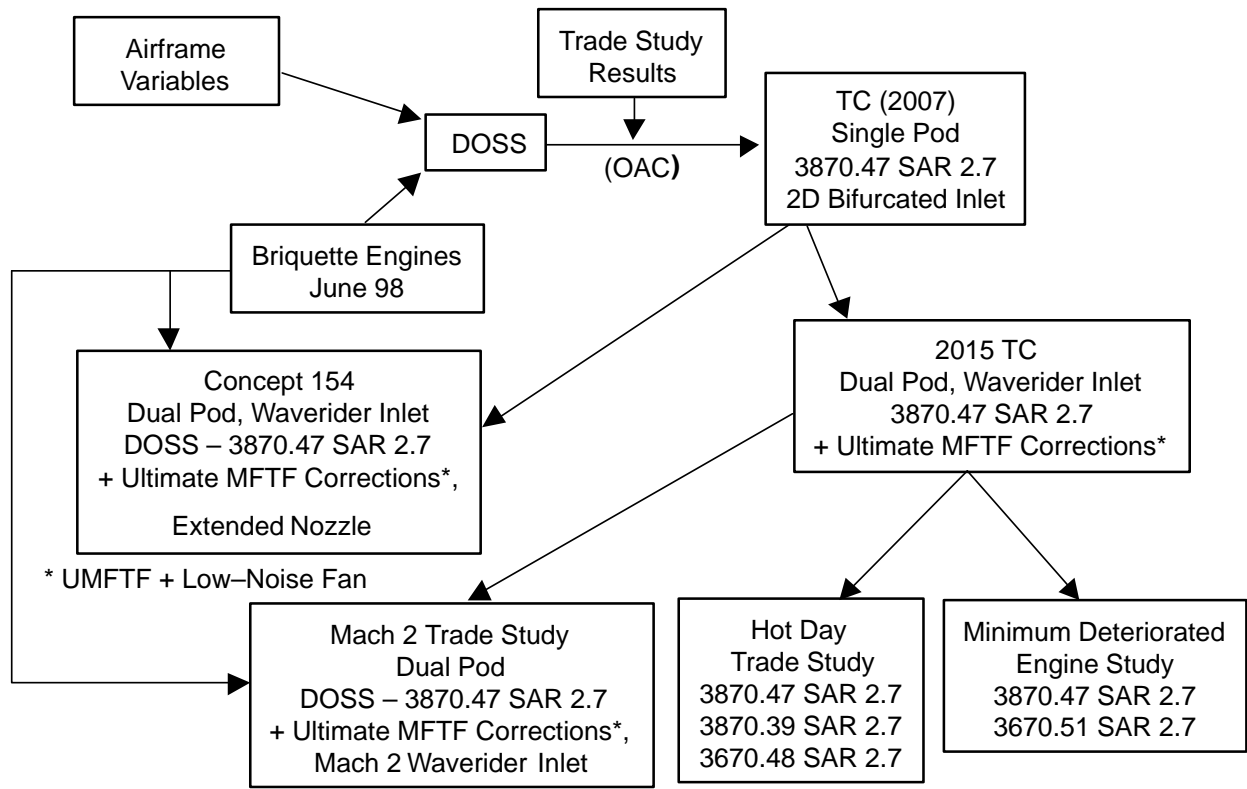 Airframe
Variables
Trade Study
Results
DOSS
(OAC)
TC (2007)
Single Pod
3870.47 SAR 2.7
2D Bifurcated Inlet
Briquette Engines
June 98
Concept 154
Dual Pod, Waverider Inlet
DOSS – 3870.47 SAR 2.7
+ Ultimate MFTF Corrections*,
Extended Nozzle
2015 TC
Dual Pod, Waverider Inlet
3870.47 SAR 2.7
+ Ultimate MFTF Corrections*
* UMFTF + Low–Noise Fan
Mach 2 Trade Study
Dual Pod
DOSS – 3870.47 SAR 2.7
+ Ultimate MFTF Corrections*,
Mach 2 Waverider Inlet
Hot Day
Trade Study
3870.47 SAR 2.7
3870.39 SAR 2.7
3670.48 SAR 2.7
Minimum Deteriorated
Engine Study
3870.47 SAR 2.7
3670.51 SAR 2.7